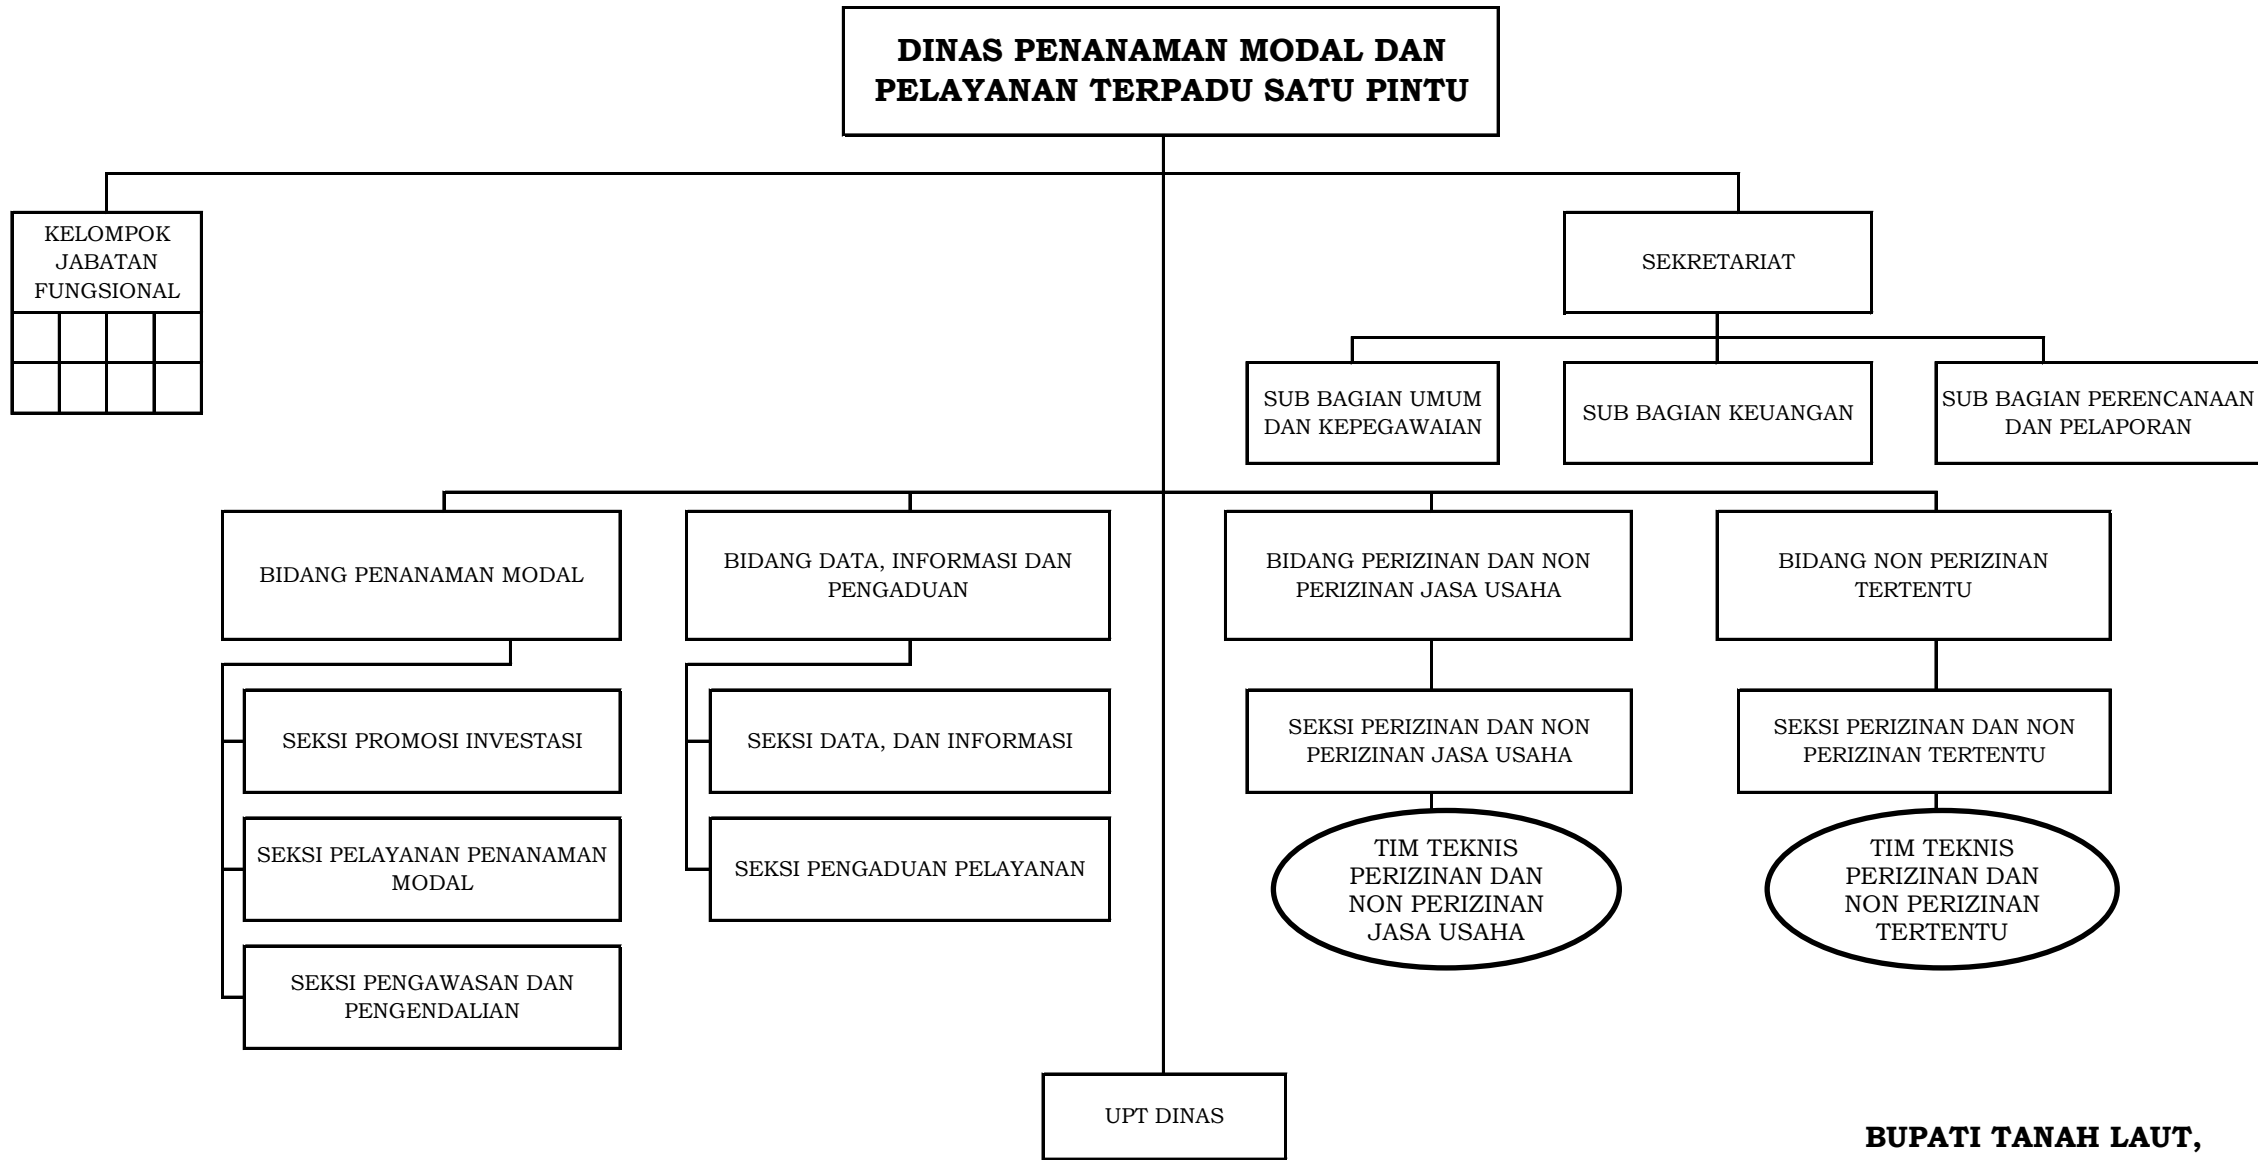 DINAS PENANAMAN MODAL DAN
PELAYANAN TERPADU SATU PINTU
KELOMPOK
JABATAN
FUNGSIONAL
SEKRETARIAT
SUB BAGIAN UMUM
DAN KEPEGAWAIAN
SUB BAGIAN KEUANGAN
SUB BAGIAN PERENCANAAN
DAN PELAPORAN
BIDANG PENANAMAN MODAL
BIDANG DATA, INFORMASI DAN
PENGADUAN
BIDANG PERIZINAN DAN NON
PERIZINAN JASA USAHA
BIDANG NON PERIZINAN
TERTENTU
SEKSI PROMOSI INVESTASI
SEKSI DATA, DAN INFORMASI
SEKSI PERIZINAN DAN NON
PERIZINAN JASA USAHA
SEKSI PERIZINAN DAN NON
PERIZINAN TERTENTU
SEKSI PELAYANAN PENANAMAN
MODAL
SEKSI PENGADUAN PELAYANAN
TIM TEKNIS
PERIZINAN DAN
NON PERIZINAN
JASA USAHA
TIM TEKNIS
PERIZINAN DAN
NON PERIZINAN
TERTENTU
SEKSI PENGAWASAN DAN
PENGENDALIAN
UPT DINAS
BUPATI TANAH LAUT,